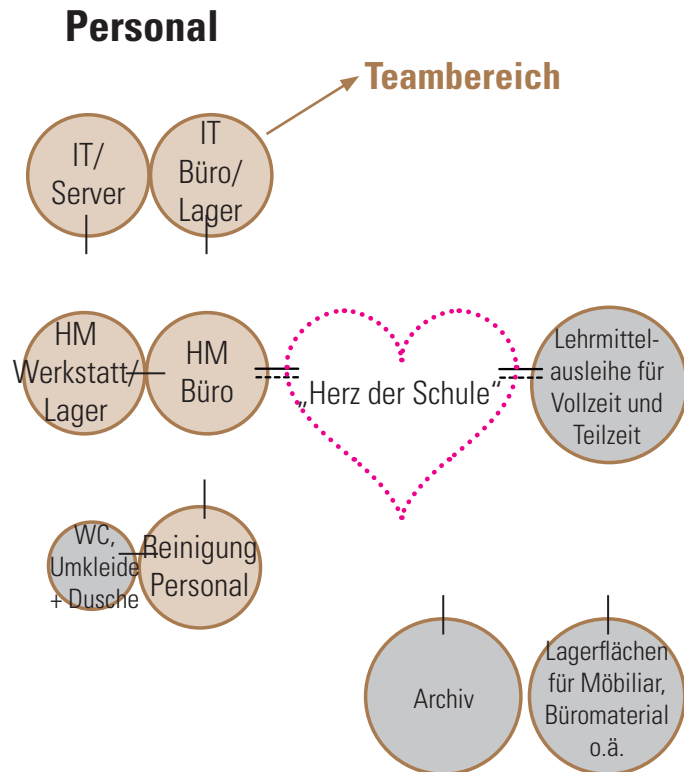 Personal
Teambereich
IT/
Server
IT
Büro/
Lager
HM
Werkstatt/
Lager
HM
Büro
„Herz der Schule“
Lehrmittel-
ausleihe für
Vollzeit und
Teilzeit
WC,
Umkleide
+ Dusche
Reinigung
Personal
Archiv
Lagerflächen
für Möbiliar,
Büromaterial
o.ä.